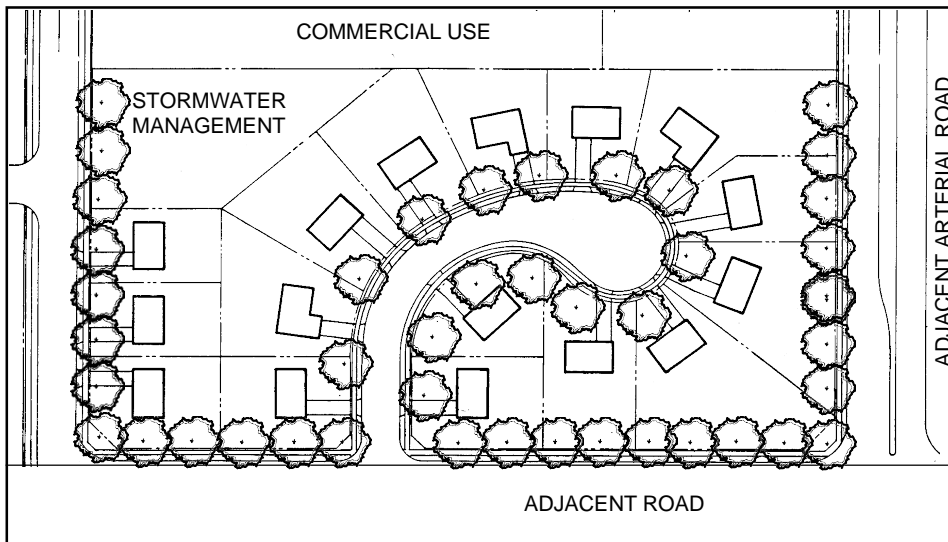 COMMERCIAL USE
STORMWATER
MANAGEMENT
ADJACENT ARTERIAL ROAD
ADJACENT ROAD